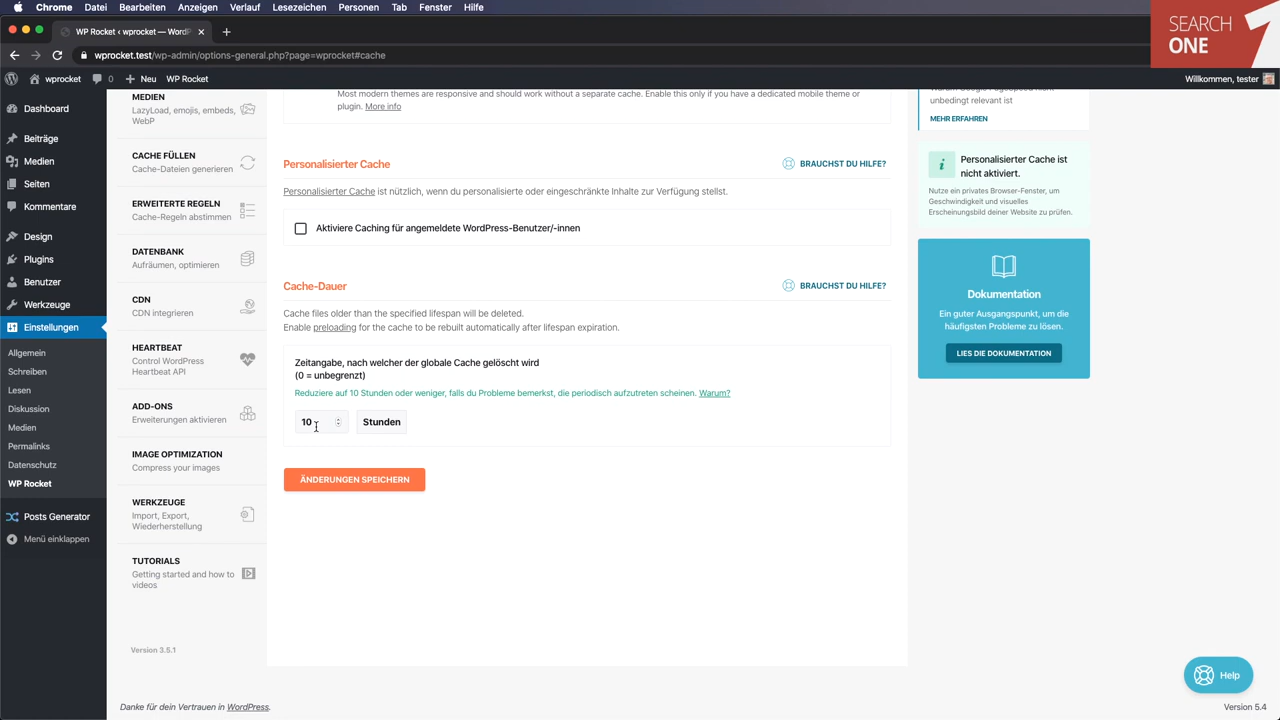 Chrome Datei Bearbeiten Anzeigen Verlauf Lesezeichen Personen Tab Fenster Hilfe
SEARCH
ONE
WP Rocket ‹ wprocket — WordP
wprocket.test/wp-admin/options-general.php?page=wprocket#cache
wprocket 0 Neu WP Rocket
Willkommen, tester
Dashboard
Beiträge
Medien
Seiten
Kommentare
Design
Plugins
Benutzer
Werkzeuge
Einstellungen
Allgemein
Schreiben
Lesen
Diskussion
Medien
Permalinks
Datenschutz
WP Rocket
Posts Generator
Menü einklappen
MEDIEN
LazyLoad, emojis, embeds,
WebP
CACHE FÜLLEN
Cache-Dateien generieren
ERWEITERTE REGELN
Cache-Regeln abstimmen
DATENBANK
Aufräumen, optimieren
CDN
CDN integrieren
HEARTBEAT
Control WordPress
Heartbeat API
ADD-ONS
Erweiterungen aktivieren
IMAGE OPTIMIZATION
Compress your images
WERKZEUGE
Import, Export,
Wiederherstellung
TUTORIALS
Getting started and how to
videos
Version 3.5.1
Most modern themes are responsive and should work without a separate cache. Enable this only if you have a dedicated mobile theme or
plugin. More info
Personalisierter Cache
BRAUCHST DU HILFE?
Personalisierter Cache ist nützlich, wenn du personalisierte oder eingeschränkte Inhalte zur Verfügung stellst.
Aktiviere Caching für angemeldete WordPress-Benutzer/-innen
Cache-Dauer
BRAUCHST DU HILFE?
Cache files older than the specified lifespan will be deleted.
Enable preloading for the cache to be rebuilt automatically after lifespan expiration.
Zeitangabe, nach welcher der globale Cache gelöscht wird
(0 = unbegrenzt)
Reduziere auf 10 Stunden oder weniger, falls du Probleme bemerkst, die periodisch aufzutreten scheinen. Warum?
10 Stunden
ÄNDERUNGEN SPEICHERN
unbedingt relevant ist
MEHR ERFAHREN
Personalisierter Cache ist
nicht aktiviert.
Nutze ein privates Browser-Fenster, um
Geschwindigkeit und visuelles
Erscheinungsbild deiner Website zu prüfen.
Dokumentation
Ein guter Ausgangspunkt, um die
häufigsten Probleme zu lösen.
LIES DIE DOKUMENTATION
Help
Danke für dein Vertrauen in WordPress.
Version 5.4